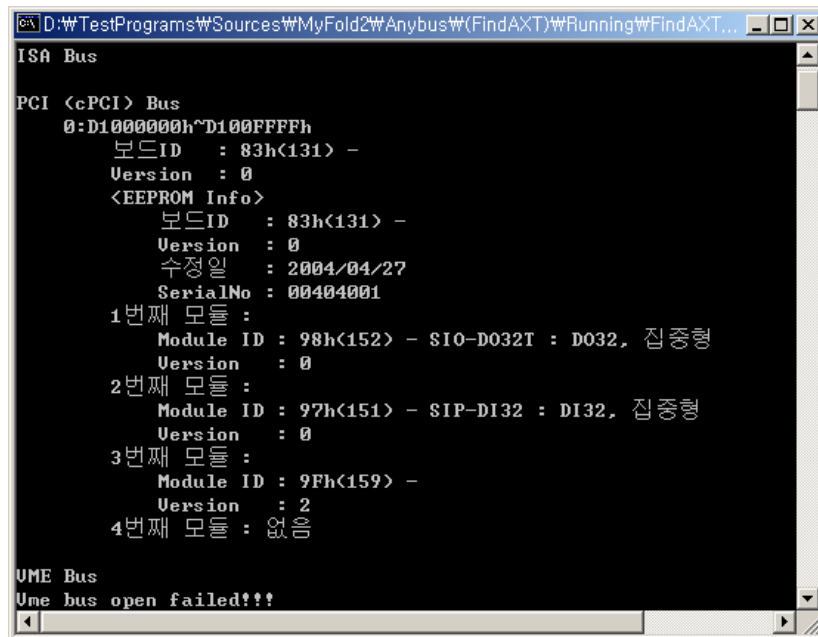 D:₩TestPrograms₩Sources₩MyFold2₩Anybus₩(FindAXT)₩Running₩FindAXT...
ISA Bus
PCI (cPCI) Bus
0:D1000000h~D100FFFFh
보드ID : 83h(131) -
Version : 0
<EEPROM Info>
보드ID : 83h(131) -
Version : 0
수정일 : 2004/04/27
SerialNo : 00404001
1번째 모듈 :
Module ID : 98h(152) - SIO-DO32T : DO32, 집중형
Version : 0
2번째 모듈 :
Module ID : 97h(151) - SIP-DI32 : DI32, 집중형
Version : 0
3번째 모듈 :
Module ID : 9Fh(159) -
Version : 2
4번째 모듈 : 없음
VME Bus
Vme bus open failed!!!